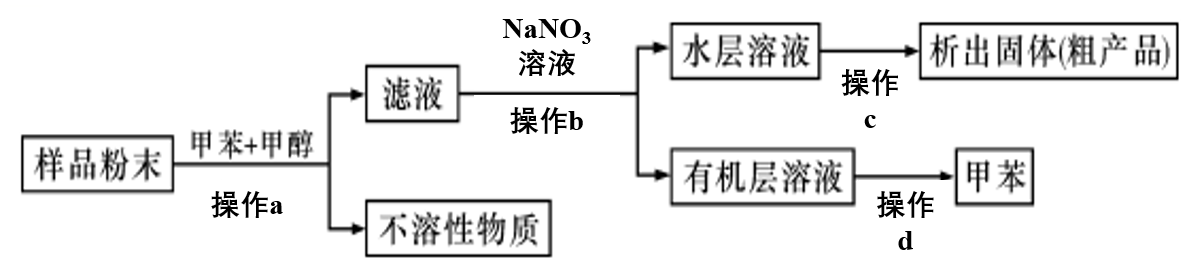 样品粉末
甲苯+甲醇
操作a
滤液
不溶性物质
NaNO₃
溶液
操作b
水层溶液
操作
c
析出固体(粗产品)
有机层溶液
操作
d
甲苯